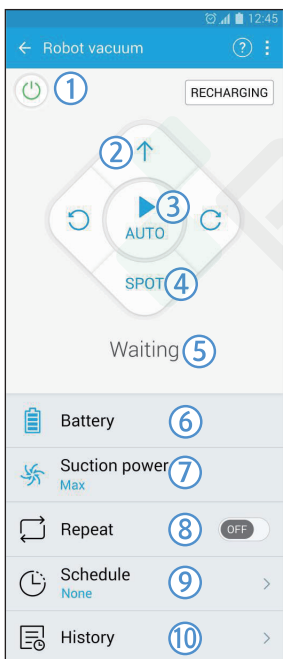 12:45
Robot vacuum ?
1 RECHARGING
2
3
AUTO
SPOT 4
Waiting 5
Battery 6
Suction power 7
Max
Repeat 8 OFF
Schedule 9
None
History 10